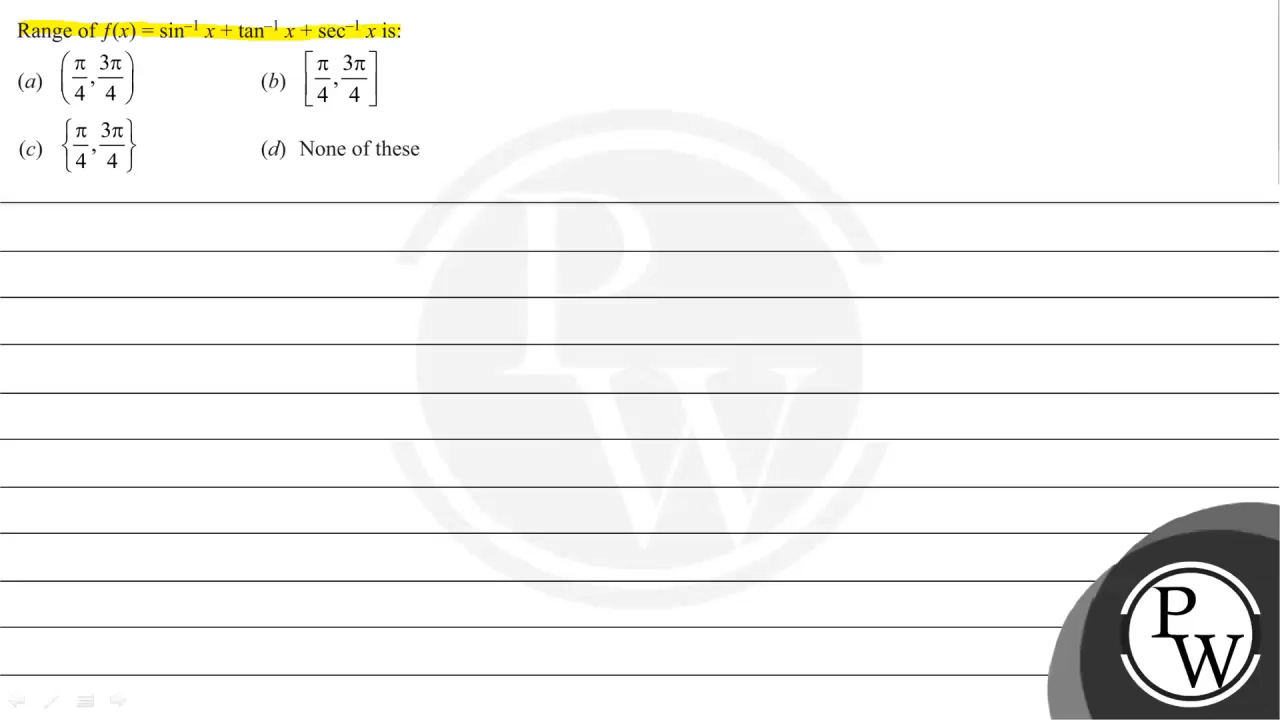 Range of f(x) = sin⁻¹ x + tan⁻¹ x + sec⁻¹ x is:
(a) (π/4, 3π/4) (b) [π/4, 3π/4]
(c) {π/4, 3π/4} (d) None of these
PW
PW